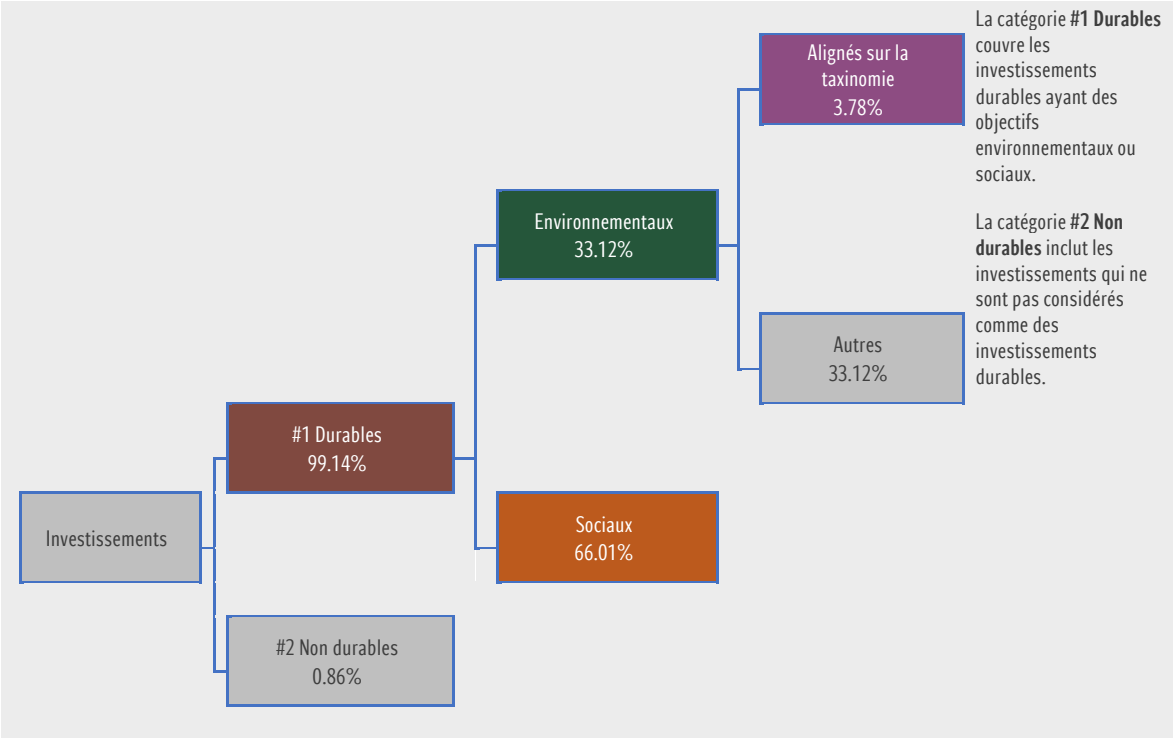 Investissements
#1 Durables
99.14%
#2 Non durables
0.86%
Environnementaux
33.12%
Sociaux
66.01%
Alignés sur la
taxinomie
3.78%
Autres
33.12%
La catégorie #1 Durables
couvre les
investissements
durables ayant des
objectifs
environnementaux ou
sociaux.
La catégorie #2 Non
durables inclut les
investissements qui ne
sont pas considérés
comme des
investissements
durables.